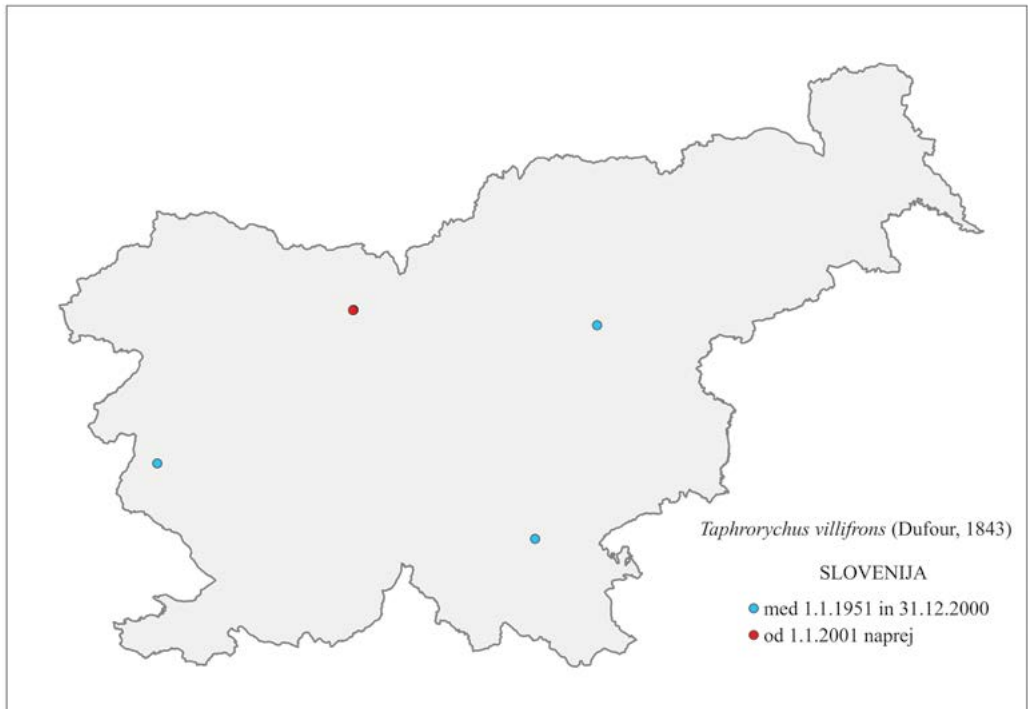 Taphrorychus villifrons (Dufour, 1843)
SLOVENIJA
med 1.1.1951 in 31.12.2000
od 1.1.2001 naprej